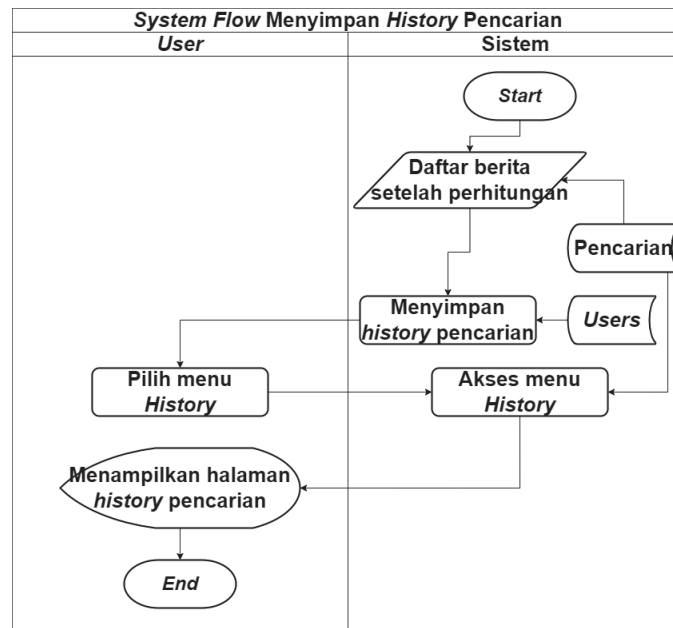 System Flow Menyimpan History Pencarian
User
Sistem
Start
Daftar berita
setelah perhitungan
Pencarian
Menyimpan
history pencarian
Users
Pilih menu
History
Akses menu
History
Menampilkan halaman
history pencarian
End